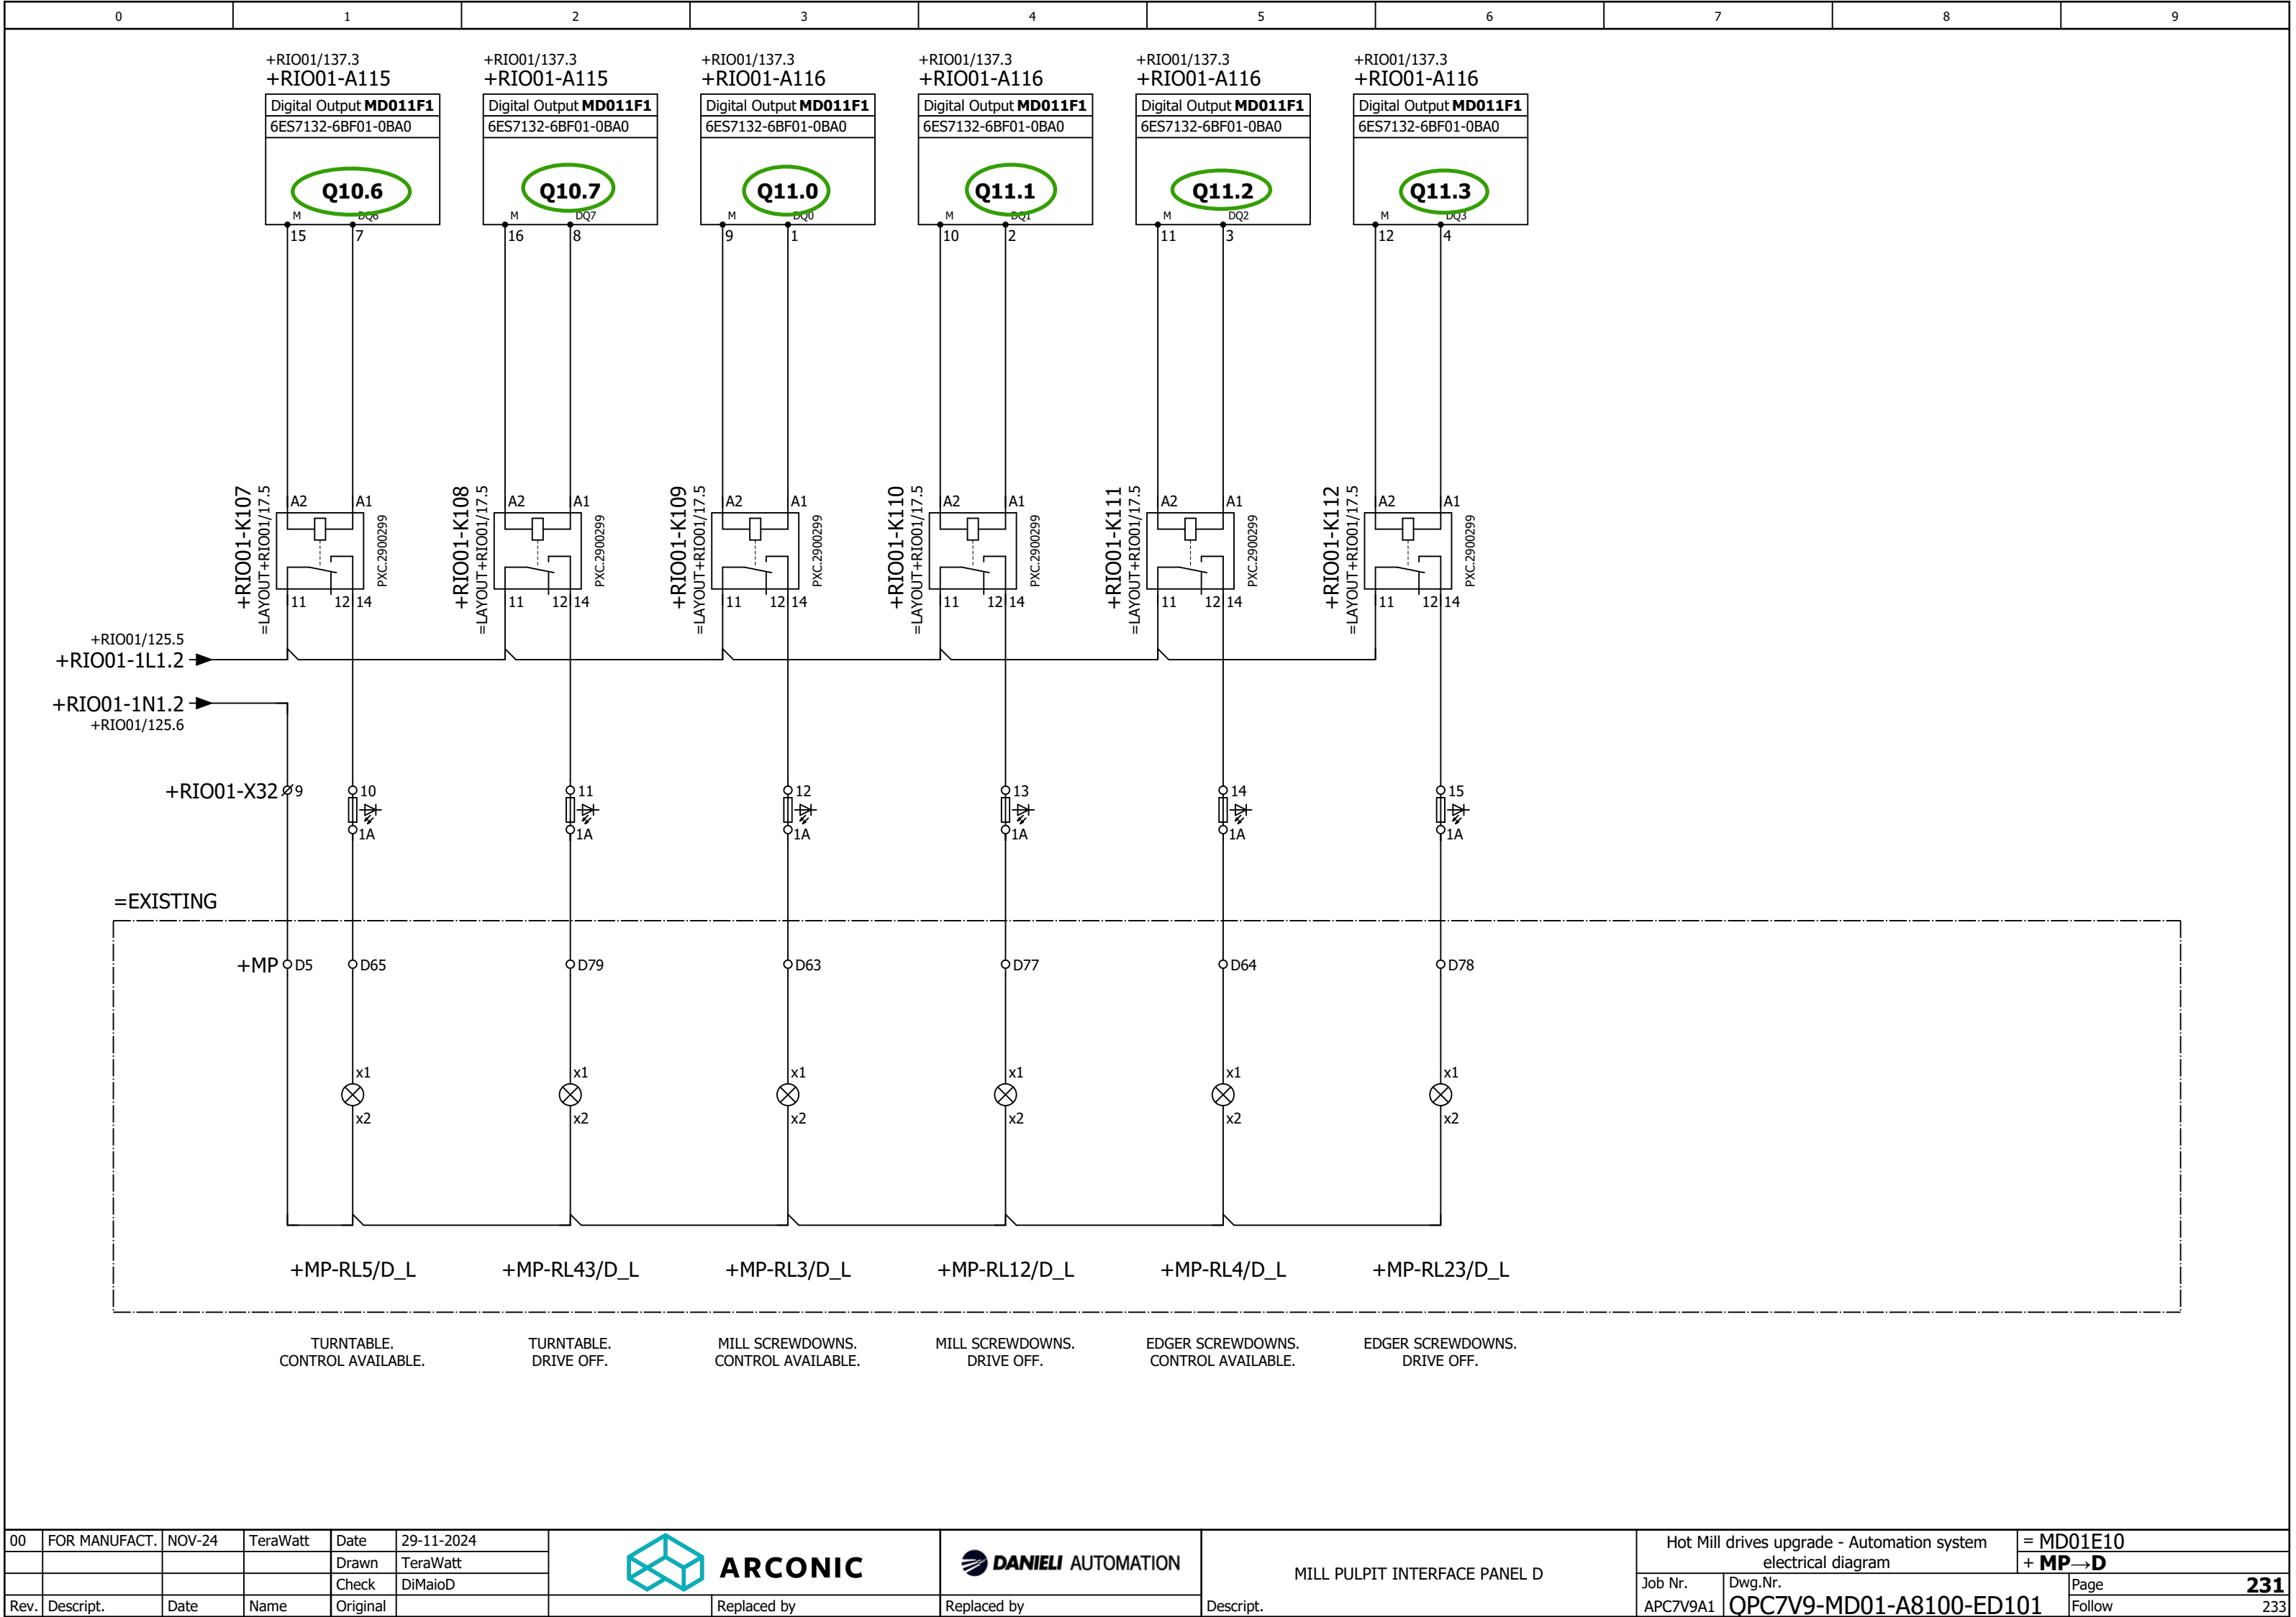 0 1 2 3 4 5 6 7 8 9
+RIO01/137.3 +RIO01/137.3 +RIO01/137.3 +RIO01/137.3 +RIO01/137.3 +RIO01/137.3
+RIO01-A115 +RIO01-A115 +RIO01-A116 +RIO01-A116 +RIO01-A116 +RIO01-A116
Digital Output MD011F1 Digital Output MD011F1 Digital Output MD011F1 Digital Output MD011F1 Digital Output MD011F1 Digital Output MD011F1
6ES7132-6BF01-0BA0 6ES7132-6BF01-0BA0 6ES7132-6BF01-0BA0 6ES7132-6BF01-0BA0 6ES7132-6BF01-0BA0 6ES7132-6BF01-0BA0
Q10.6 Q10.7 Q11.0 Q11.1 Q11.2 Q11.3
M DQ6 M DQ7 M DQ0 M DQ1 M DQ2 M DQ3
15 7 16 8 9 1 10 2 11 3 12 4
+RIO01-K107 +RIO01-K108 +RIO01-K109 +RIO01-K110 +RIO01-K111 +RIO01-K112
=LAYOUT+RIO01/17.5 =LAYOUT+RIO01/17.5 =LAYOUT+RIO01/17.5 =LAYOUT+RIO01/17.5 =LAYOUT+RIO01/17.5 =LAYOUT+RIO01/17.5
A2 A1 A2 A1 A2 A1 A2 A1 A2 A1 A2 A1
PXC.2900299 PXC.2900299 PXC.2900299 PXC.2900299 PXC.2900299 PXC.2900299
11 12 14 11 12 14 11 12 14 11 12 14 11 12 14 11 12 14
+RIO01/125.5
+RIO01-1L1.2
+RIO01-1N1.2
+RIO01/125.6
+RIO01-X32 9 10 11 12 13 14 15
1A 1A 1A 1A 1A 1A
=EXISTING
+MP D5 D65 D79 D63 D77 D64 D78
x1 x1 x1 x1 x1 x1
x2 x2 x2 x2 x2 x2
+MP-RL5/D_L +MP-RL43/D_L +MP-RL3/D_L +MP-RL12/D_L +MP-RL4/D_L +MP-RL23/D_L
TURNTABLE. TURNTABLE. MILL SCREWDOWNS. MILL SCREWDOWNS. EDGER SCREWDOWNS. EDGER SCREWDOWNS.
CONTROL AVAILABLE. DRIVE OFF. CONTROL AVAILABLE. DRIVE OFF. CONTROL AVAILABLE. DRIVE OFF.
00 FOR MANUFACT. NOV-24 TeraWatt Date 29-11-2024
Drawn TeraWatt
Check DiMaioD
Rev. Descript. Date Name Original
ARCONIC
Replaced by
DANIELI AUTOMATION
Replaced by
MILL PULPIT INTERFACE PANEL D
Descript.
Hot Mill drives upgrade - Automation system
electrical diagram
= MD01E10
+ MP→D
Job Nr. Dwg.Nr. Page 231
APC7V9A1 QPC7V9-MD01-A8100-ED101 Follow 233